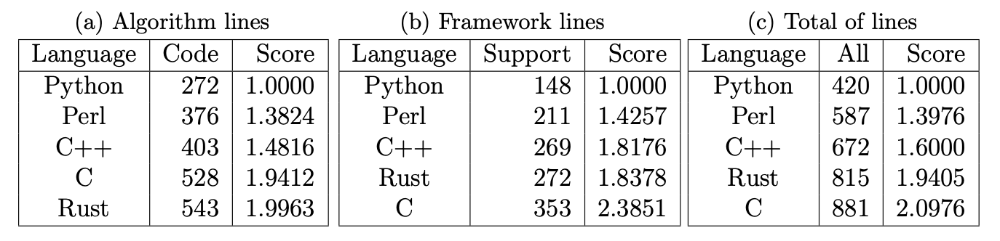 (a) Algorithm lines
Language Code Score
Python 272 1.0000
Perl 376 1.3824
C++ 403 1.4816
C 528 1.9412
Rust 543 1.9963
(b) Framework lines
Language Support Score
Python 148 1.0000
Perl 211 1.4257
C++ 269 1.8176
Rust 272 1.8378
C 353 2.3851
(c) Total of lines
Language All Score
Python 420 1.0000
Perl 587 1.3976
C++ 672 1.6000
Rust 815 1.9405
C 881 2.0976